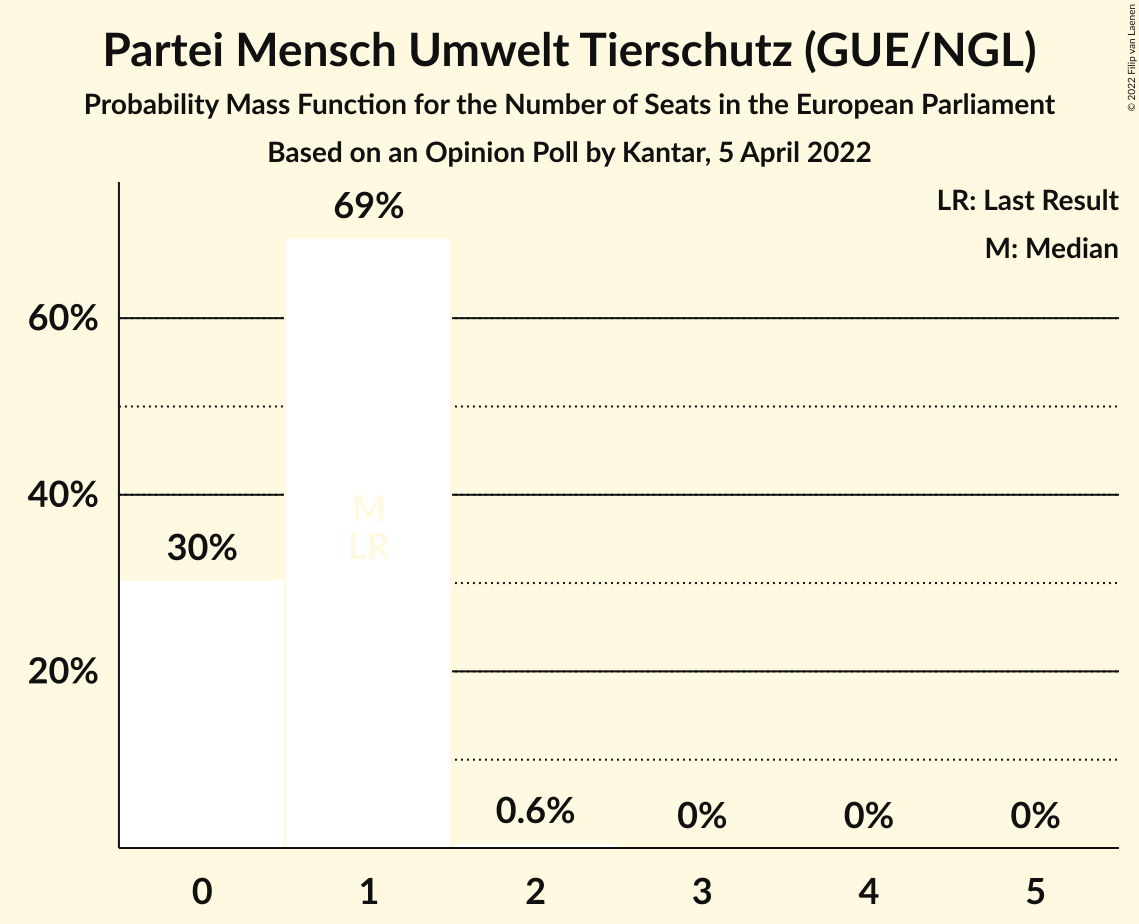 Partei Mensch Umwelt Tierschutz (GUE/NGL)
Probability Mass Function for the Number of Seats in the European Parliament
Based on an Opinion Poll by Kantar, 5 April 2022
© 2022 Filip van Laenen
LR: Last Result
M: Median
69%
60%
40%
M
LR
30%
20%
0.6%
0%
0%
0%
0
1
2
3
4
5